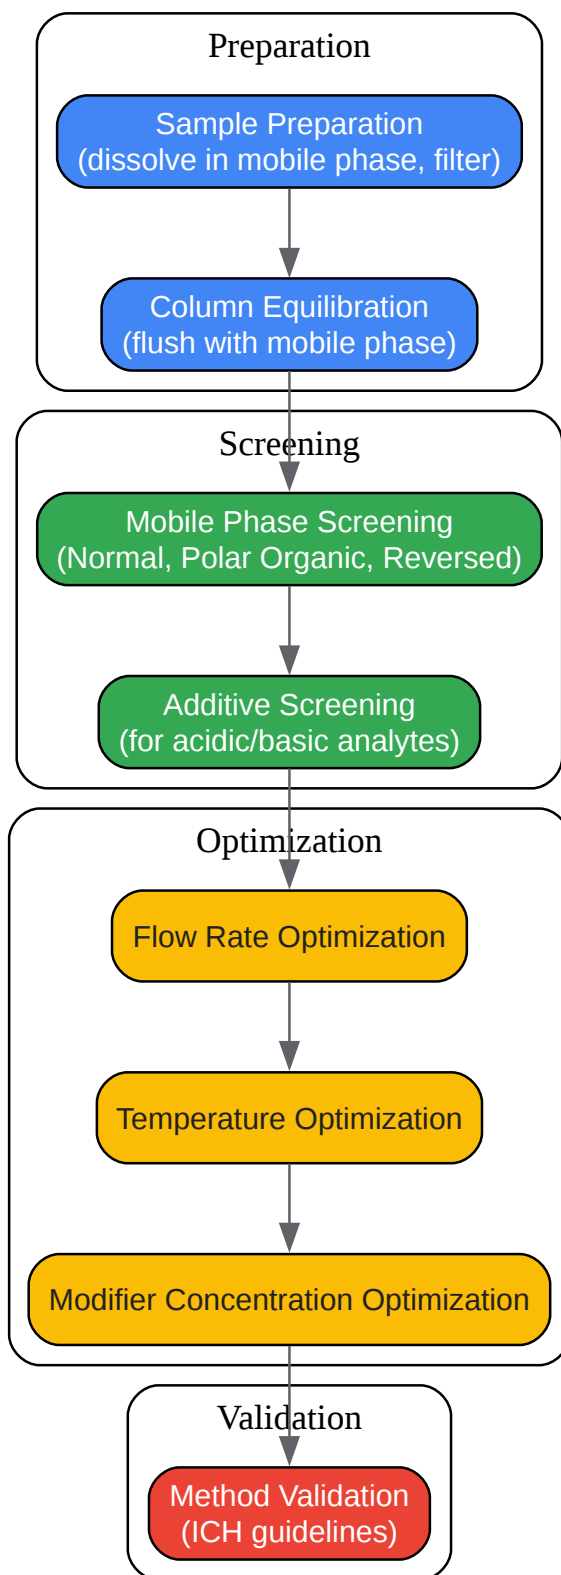 Preparation
Sample Preparation
(dissolve in mobile phase, filter)
Column Equilibration
(flush with mobile phase)
Screening
Mobile Phase Screening
(Normal, Polar Organic, Reversed)
Additive Screening
(for acidic/basic analytes)
Optimization
Flow Rate Optimization
Temperature Optimization
Modifier Concentration Optimization
Validation
Method Validation
(ICH guidelines)